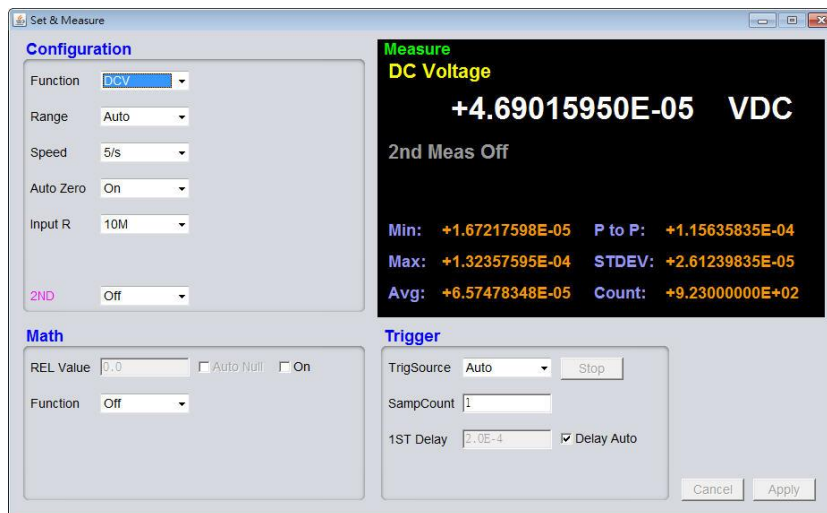 Set & Measure
Configuration
Function DCV
Range Auto
Speed 5/s
Auto Zero On
Input R 10M
2ND Off
Measure
DC Voltage
+4.69015950E-05 VDC
2nd Meas Off
Min: +1.67217598E-05 P to P: +1.15635835E-04
Max: +1.32357595E-04 STDEV: +2.61239835E-05
Avg: +6.57478348E-05 Count: +9.23000000E+02
Math
REL Value 0.0 Auto Null On
Function Off
Trigger
TrigSource Auto Stop
SampCount 1
1ST Delay 2.0E-4 Delay Auto
Cancel Apply